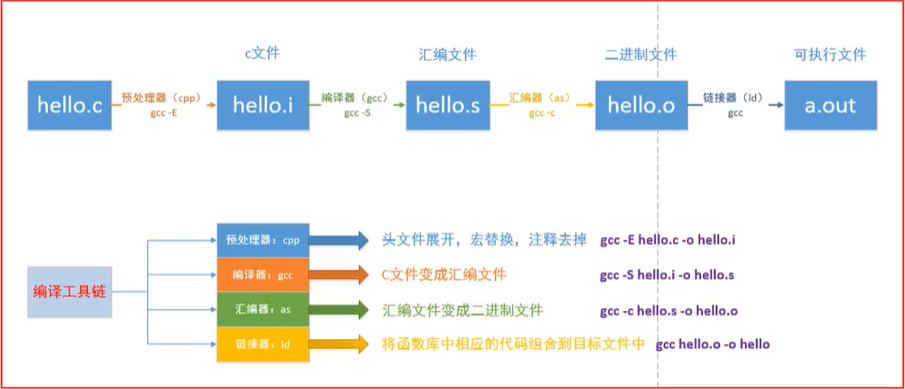 c文件
汇编文件
二进制文件
可执行文件
hello.c
预处理器（cpp）
gcc -E
hello.i
编译器（gcc）
gcc -S
hello.s
汇编器（as）
gcc -c
hello.o
链接器（ld）
gcc
a.out
编译工具链
预处理器：cpp
头文件展开，宏替换，注释去掉
gcc -E hello.c -o hello.i
编译器：gcc
C文件变成汇编文件
gcc -S hello.i -o hello.s
汇编器：as
汇编文件变成二进制文件
gcc -c hello.s -o hello.o
链接器：ld
将函数库中相应的代码组合到目标文件中
gcc hello.o -o hello